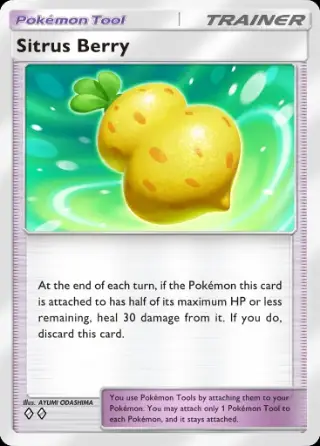 Pokémon Tool
TRAINER
Sitrus Berry
At the end of each turn, if the Pokémon this card
is attached to has half of its maximum HP or less
remaining, heal 30 damage from it. If you do,
discard this card.
Illus. AYUMI ODASHIMA
You use Pokémon Tools by attaching them to your
Pokémon. You may attach only 1 Pokémon Tool to
each Pokémon, and it stays attached.